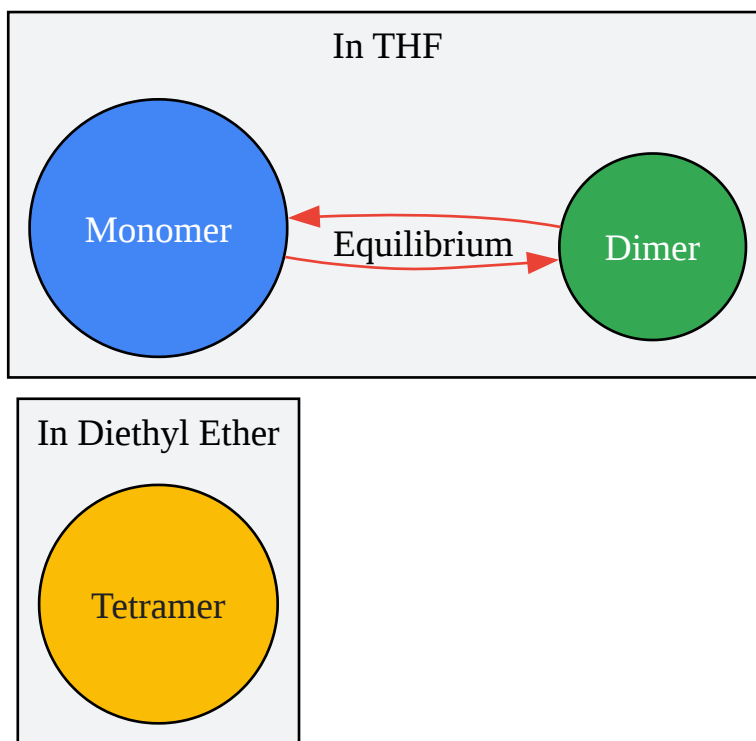 In THF
Monomer
Equilibrium
Dimer
In Diethyl Ether
Tetramer